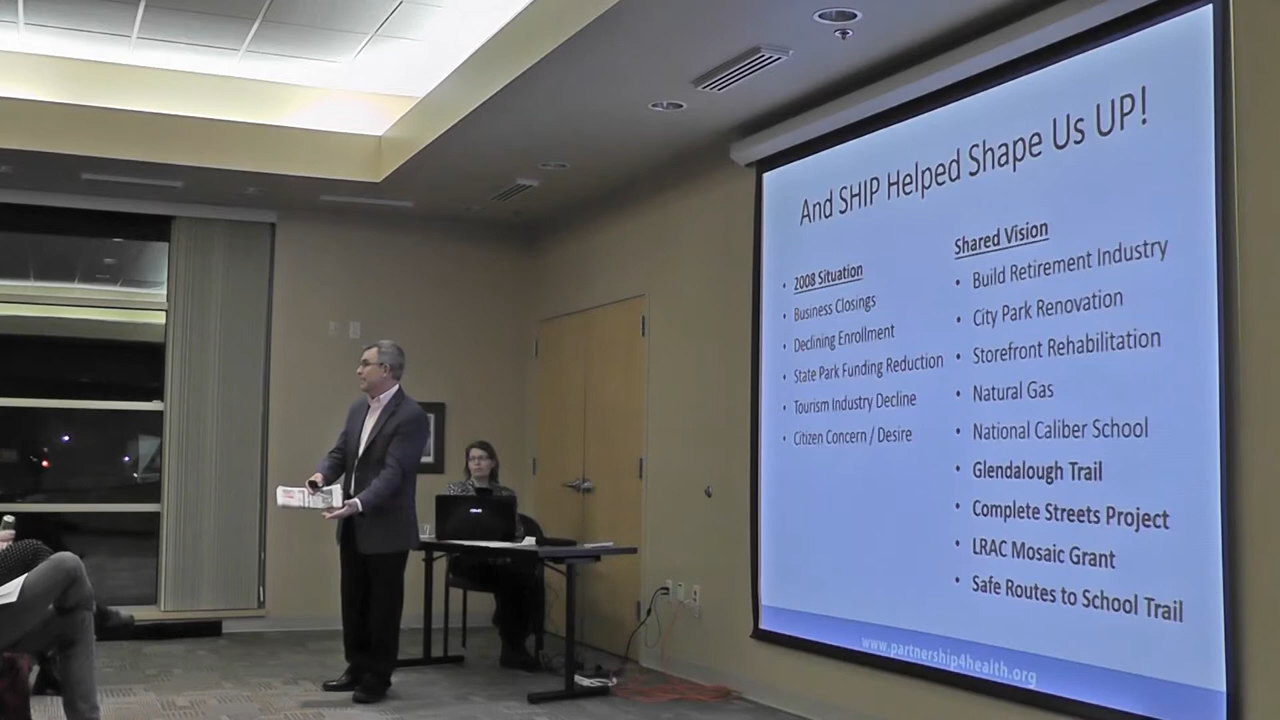 And SHIP Helped Shape Us UP!
• 2008 Situation
• Business Closings
• Declining Enrollment
• State Park Funding Reduction
• Tourism Industry Decline
• Citizen Concern / Desire
Shared Vision
• Build Retirement Industry
• City Park Renovation
• Storefront Rehabilitation
• Natural Gas
• National Caliber School
• Glendalough Trail
• Complete Streets Project
• LRAC Mosaic Grant
• Safe Routes to School Trail
www.partnership4health.org